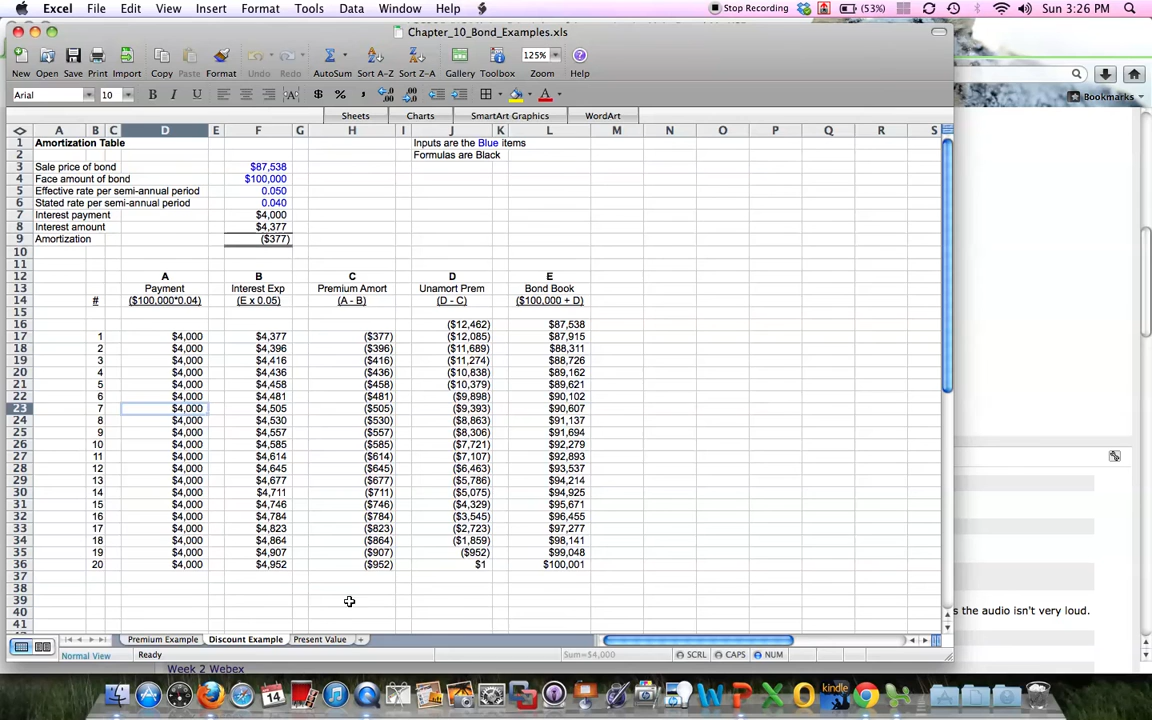 Excel File Edit View Insert Format Tools Data Window Help Stop Recording (53%) Sun 3:26 PM
Chapter_10_Bond_Examples.xls
125%
New Open Save Print Import Copy Paste Format Undo Redo AutoSum Sort A-Z Sort Z-A Gallery Toolbox Zoom Help
Bookmarks
Arial 10 B I U $ % ,
Sheets Charts SmartArt Graphics WordArt
A B C D E F G H I J K L M N O P Q R S
1 Amortization Table Inputs are the Blue items
2 Formulas are Black
3 Sale price of bond $87,538
4 Face amount of bond $100,000
5 Effective rate per semi-annual period 0.050
6 Stated rate per semi-annual period 0.040
7 Interest payment $4,000
8 Interest amount $4,377
9 Amortization ($377)
10
11
12 A B C D E
13 Payment Interest Exp Premium Amort Unamort Prem Bond Book
14 # ($100,000*0.04) (E x 0.05) (A - B) (D - C) ($100,000 + D)
15
16 ($12,462) $87,538
17 1 $4,000 $4,377 ($377) ($12,085) $87,915
18 2 $4,000 $4,396 ($396) ($11,689) $88,311
19 3 $4,000 $4,416 ($416) ($11,274) $88,726
20 4 $4,000 $4,436 ($436) ($10,838) $89,162
21 5 $4,000 $4,458 ($458) ($10,379) $89,621
22 6 $4,000 $4,481 ($481) ($9,898) $90,102
23 7 $4,000 $4,505 ($505) ($9,393) $90,607
24 8 $4,000 $4,530 ($530) ($8,863) $91,137
25 9 $4,000 $4,557 ($557) ($8,306) $91,694
26 10 $4,000 $4,585 ($585) ($7,721) $92,279
27 11 $4,000 $4,614 ($614) ($7,107) $92,893
28 12 $4,000 $4,645 ($645) ($6,463) $93,537
29 13 $4,000 $4,677 ($677) ($5,786) $94,214
30 14 $4,000 $4,711 ($711) ($5,075) $94,925
31 15 $4,000 $4,746 ($746) ($4,329) $95,671
32 16 $4,000 $4,784 ($784) ($3,545) $96,455
33 17 $4,000 $4,823 ($823) ($2,723) $97,277
34 18 $4,000 $4,864 ($864) ($1,859) $98,141
35 19 $4,000 $4,907 ($907) ($952) $99,048
36 20 $4,000 $4,952 ($952) $1 $100,001
37
38
39
40
41
s the audio isn't very loud.
Premium Example Discount Example Present Value +
Normal View Ready Sum=$4,000 SCRL CAPS NUM
Week 2 Webex
14 kindle